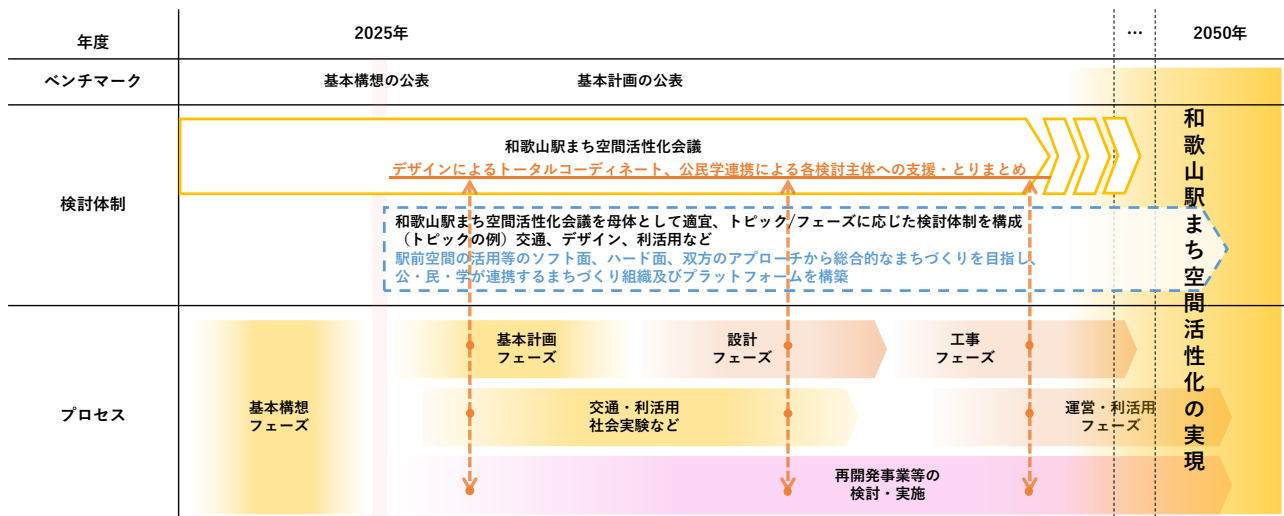 年度
2025年
…
2050年
ベンチマーク
基本構想の公表
基本計画の公表
検討体制
和歌山駅まち空間活性化会議
デザインによるトータルコーディネート、公民学連携による各検討主体への支援・とりまとめ
和歌山駅まち空間活性化会議を母体として適宜、トピック/フェーズに応じた検討体制を構成
（トピックの例）交通、デザイン、利活用など
駅前空間の活用等のソフト面、ハード面、双方のアプローチから総合的なまちづくりを目指し、
公・民・学が連携するまちづくり組織及びプラットフォームを構築
和歌山駅まち空間活性化の実現
プロセス
基本構想
フェーズ
基本計画
フェーズ
設計
フェーズ
工事
フェーズ
交通・利活用
社会実験など
運営・利活用
フェーズ
再開発事業等の
検討・実施